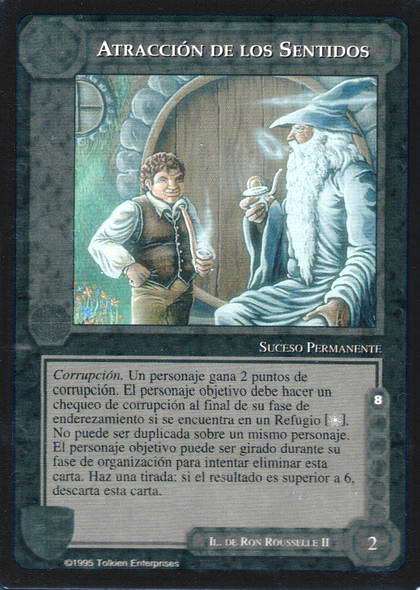 ATRACCIÓN DE LOS SENTIDOS
SUCESO PERMANENTE
Corrupción. Un personaje gana 2 puntos de
corrupción. El personaje objetivo debe hacer un
chequeo de corrupción al final de su fase de
enderezamiento si se encuentra en un Refugio [☀].
No puede ser duplicada sobre un mismo personaje.
El personaje objetivo puede ser girado durante su
fase de organización para intentar eliminar esta
carta. Haz una tirada: si el resultado es superior a 6,
descarta esta carta.
8
IL. DE RON ROUSSELLE II
2
©1995 Tolkien Enterprises